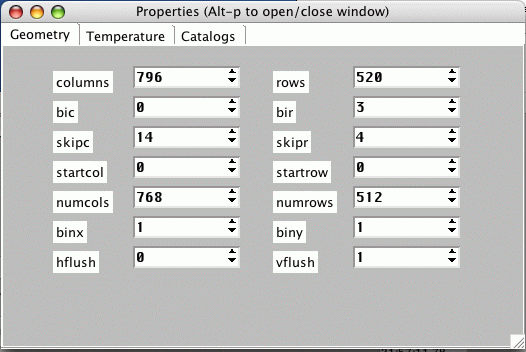 Properties (Alt-p to open/close window)
Geometry Temperature Catalogs
columns 796 rows 520
bic 0 bir 3
skipc 14 skipr 4
startcol 0 startrow 0
numcols 768 numrows 512
binx 1 biny 1
hflush 0 vflush 1